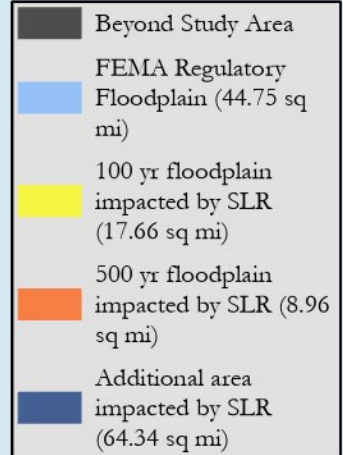 Beyond Study Area
FEMA Regulatory
Floodplain (44.75 sq
mi)
100 yr floodplain
impacted by SLR
(17.66 sq mi)
500 yr floodplain
impacted by SLR (8.96
sq mi)
Additional area
impacted by SLR
(64.34 sq mi)